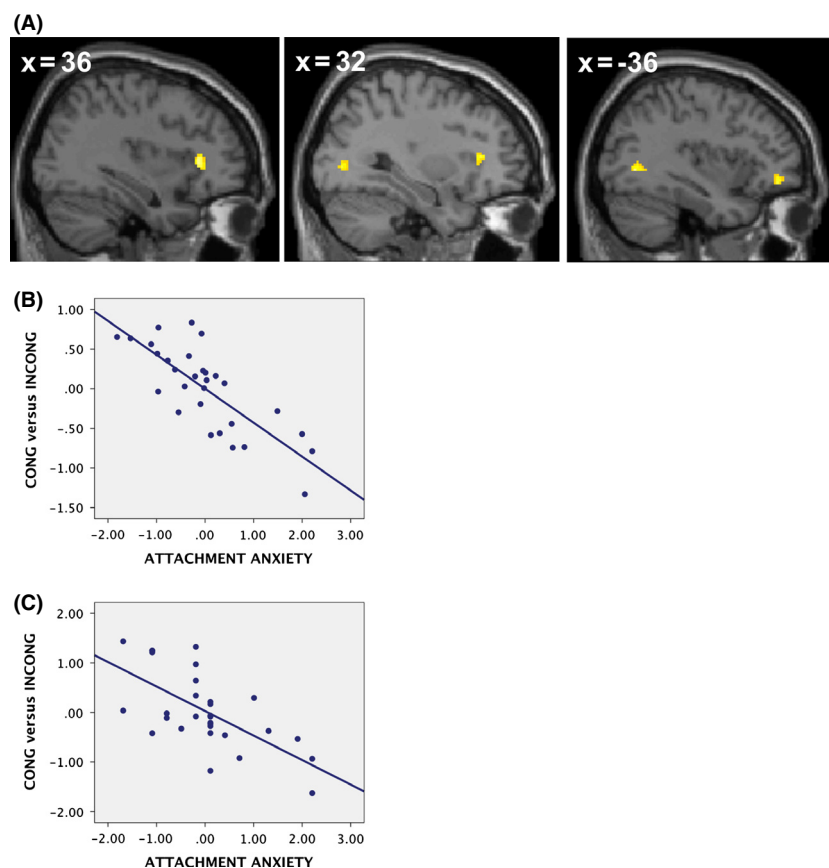 (A)
x = 36
x = 32
x = -36
(B)
CONG versus INCONG
1.00
.50
.00
-.50
-1.00
-1.50
-2.00 -1.00 .00 1.00 2.00 3.00
ATTACHMENT ANXIETY
(C)
CONG versus INCONG
2.00
1.00
.00
-1.00
-2.00
-2.00 -1.00 .00 1.00 2.00 3.00
ATTACHMENT ANXIETY